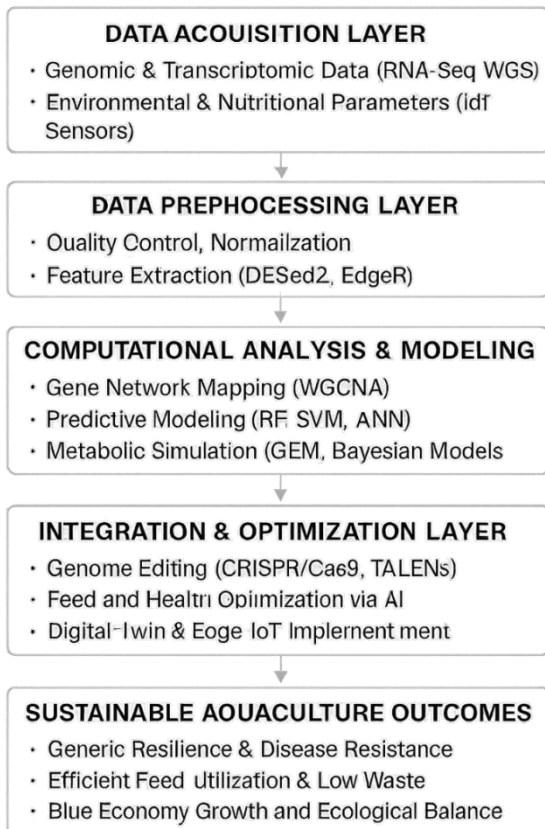 DATA ACOUISITION LAYER
· Genomic & Transcriptomic Data (RNA-Seq WGS)
· Environmental & Nutritional Parameters (idf
Sensors)
DATA PREPHOCESSING LAYER
· Ouality Control, Normailzation
· Feature Extraction (DESed2, EdgeR)
COMPUTATIONAL ANALYSIS & MODELING
· Gene Network Mapping (WGCNA)
· Predictive Modeling (RF, SVM, ANN)
· Metabolic Simulation (GEM, Bayesian Models
INTEGRATION & OPTIMIZATION LAYER
· Genome Editing (CRISPR/Cas9, TALENs)
· Feed and Health Opimization via AI
· Digital-Iwin & Eoge IoT Implernent ment
SUSTAINABLE AOUACULTURE OUTCOMES
· Generic Resilience & Disease Resistance
· Efficient Feed Utilization & Low Waste
· Blue Economy Growth and Ecological Balance